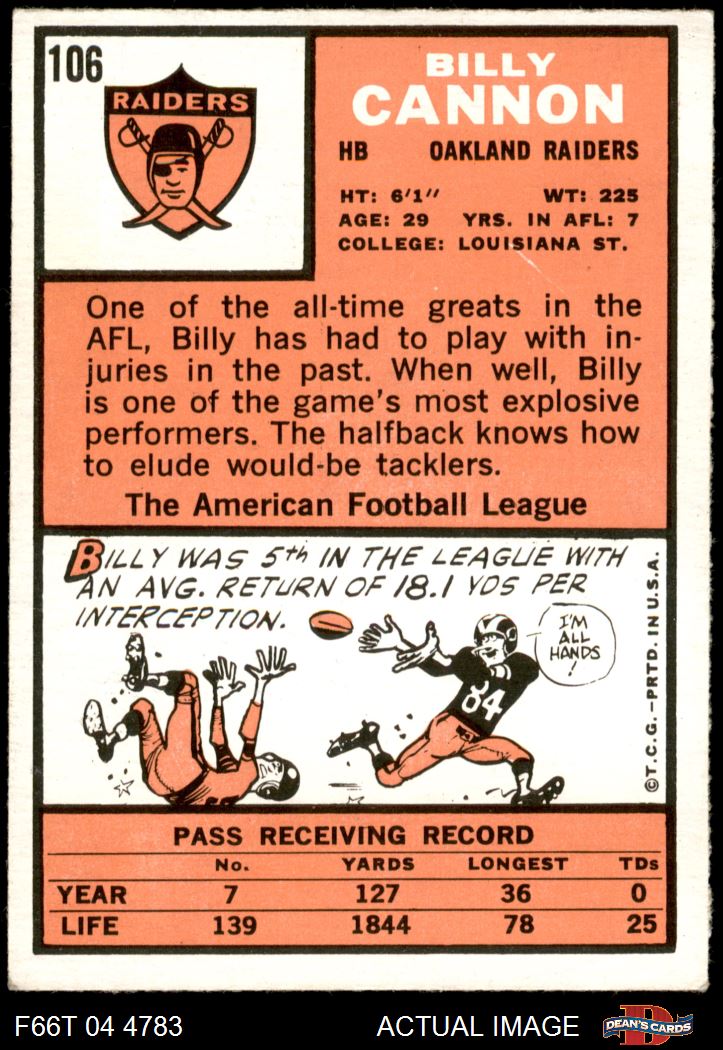 106
RAIDERS
BILLY
CANNON
HB OAKLAND RAIDERS
HT: 6'1" WT: 225
AGE: 29 YRS. IN AFL: 7
COLLEGE: LOUISIANA ST.
One of the all-time greats in the
AFL, Billy has had to play with in-
juries in the past. When well, Billy
is one of the game's most explosive
performers. The halfback knows how
to elude would-be tacklers.
The American Football League
BILLY WAS 5th IN THE LEAGUE WITH
AN AVG. RETURN OF 18.1 YDS PER
INTERCEPTION.
I'M
ALL
HANDS
!
84
©T.C.G.–PRTD. IN U.S.A.
PASS RECEIVING RECORD
No. YARDS LONGEST TDs
YEAR 7 127 36 0
LIFE 139 1844 78 25
F66T 04 4783 ACTUAL IMAGE
D
DEAN'S CARDS